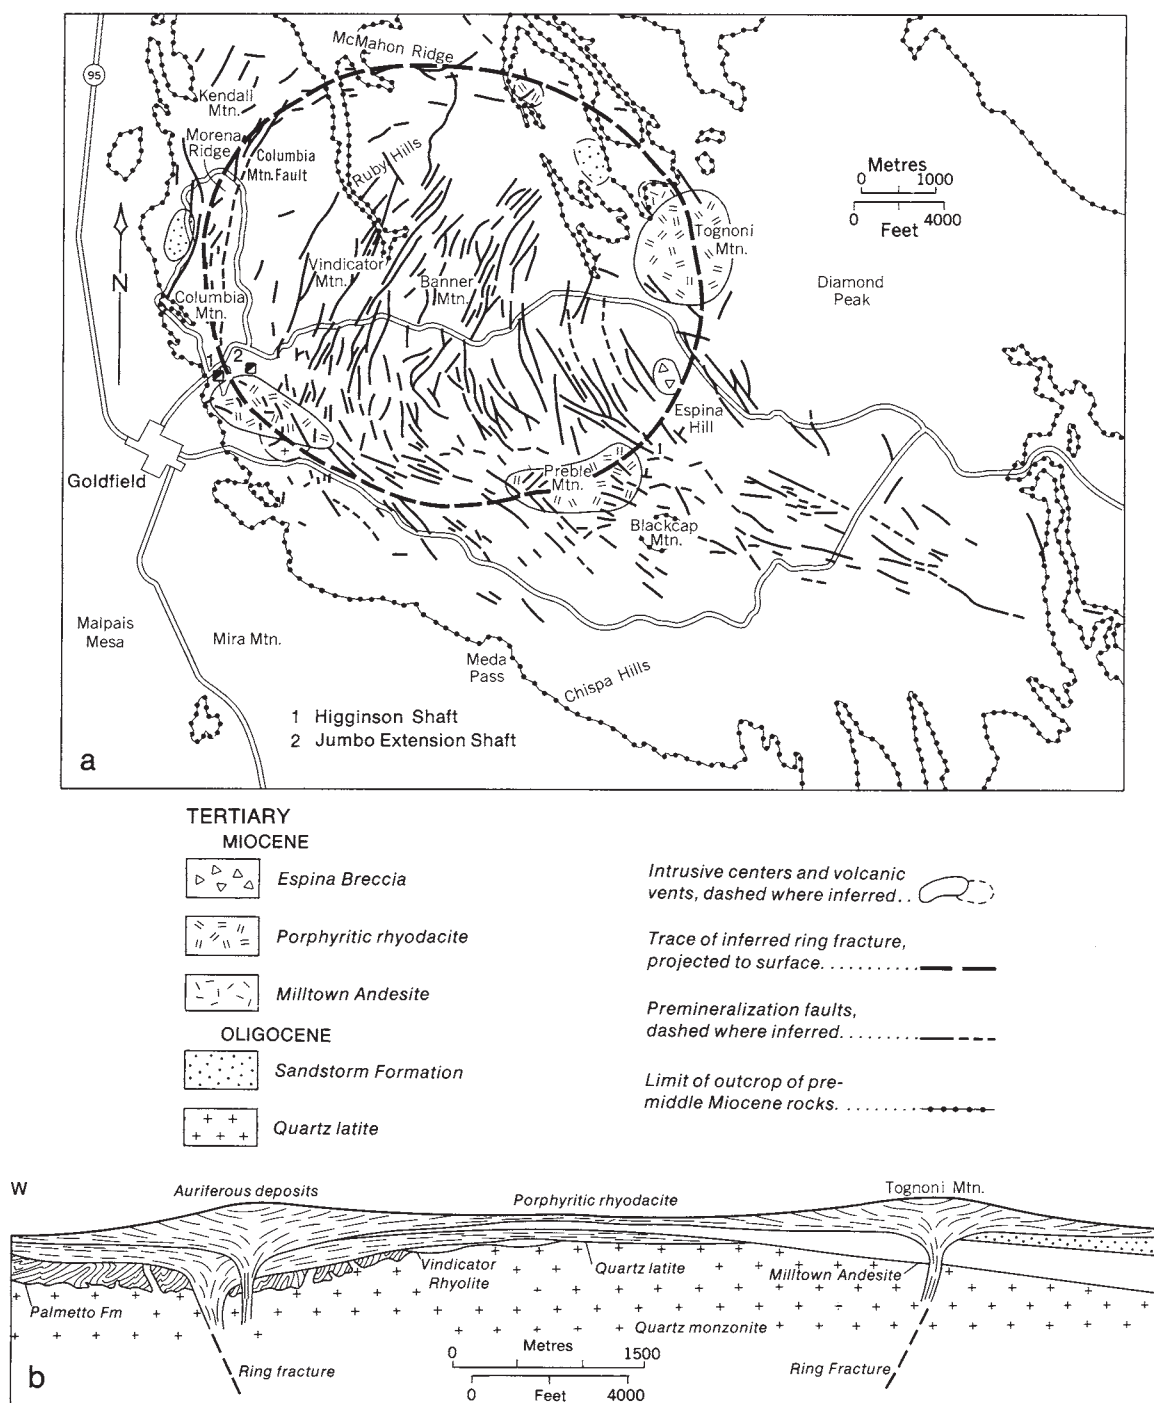 McMahon Ridge
95
Kendall
Mtn.
Morena
Ridge
Columbia
Mtn. Fault
Ruby Hills
Metres
0 1000
0 4000
Feet
Tognoni
Mtn.
N
Vindicator
Mtn.
Banner
Mtn.
Diamond
Peak
Columbia
Mtn.
1 2
Espina
Hill
1
Goldfield
Preble
Mtn.
Blackcap
Mtn.
Malpais
Mesa
Mira Mtn.
Meda
Pass
Chispa Hills
1 Higginson Shaft
2 Jumbo Extension Shaft
a
TERTIARY
MIOCENE
Espina Breccia
Porphyritic rhyodacite
Milltown Andesite
OLIGOCENE
Sandstorm Formation
Quartz latite
Intrusive centers and volcanic
vents, dashed where inferred..
Trace of inferred ring fracture,
projected to surface..........
Premineralization faults,
dashed where inferred........
Limit of outcrop of pre-
middle Miocene rocks.........
W
Auriferous deposits
Porphyritic rhyodacite
Tognoni Mtn.
Vindicator
Rhyolite
Quartz latite
Milltown Andesite
Palmetto Fm
Quartz monzonite
Metres
0 1500
Ring fracture
Ring Fracture
0 Feet 4000
b